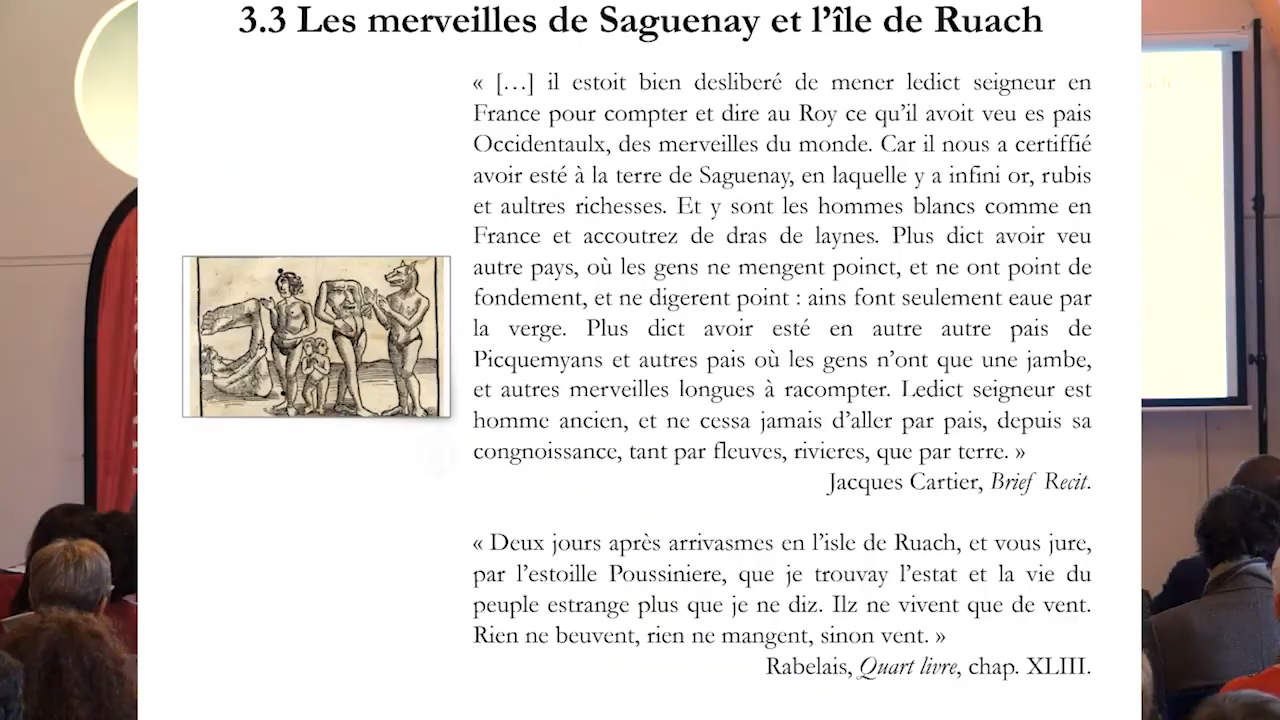 3.3 Les merveilles de Saguenay et l’île de Ruach
« […] il estoit bien desliberé de mener ledict seigneur en
France pour compter et dire au Roy ce qu’il avoit veu es pais
Occidentaulx, des merveilles du monde. Car il nous a certiffié
avoir esté à la terre de Saguenay, en laquelle y a infini or, rubis
et aultres richesses. Et y sont les hommes blancs comme en
France et accoutrez de dras de laynes. Plus dict avoir veu
autre pays, où les gens ne mengent poinct, et ne ont point de
fondement, et ne digerent point : ains font seulement eaue par
la verge. Plus dict avoir esté en autre autre pais de
Picquemyans et autres pais où les gens n’ont que une jambe,
et autres merveilles longues à racompter. Ledict seigneur est
homme ancien, et ne cessa jamais d’aller par pais, depuis sa
congnoissance, tant par fleuves, rivieres, que par terre. »
Jacques Cartier, Brief Recit.
« Deux jours après arrivasmes en l’isle de Ruach, et vous jure,
par l’estoille Poussiniere, que je trouvay l’estat et la vie du
peuple estrange plus que je ne diz. Ilz ne vivent que de vent.
Rien ne beuvent, rien ne mangent, sinon vent. »
Rabelais, Quart livre, chap. XLIII.